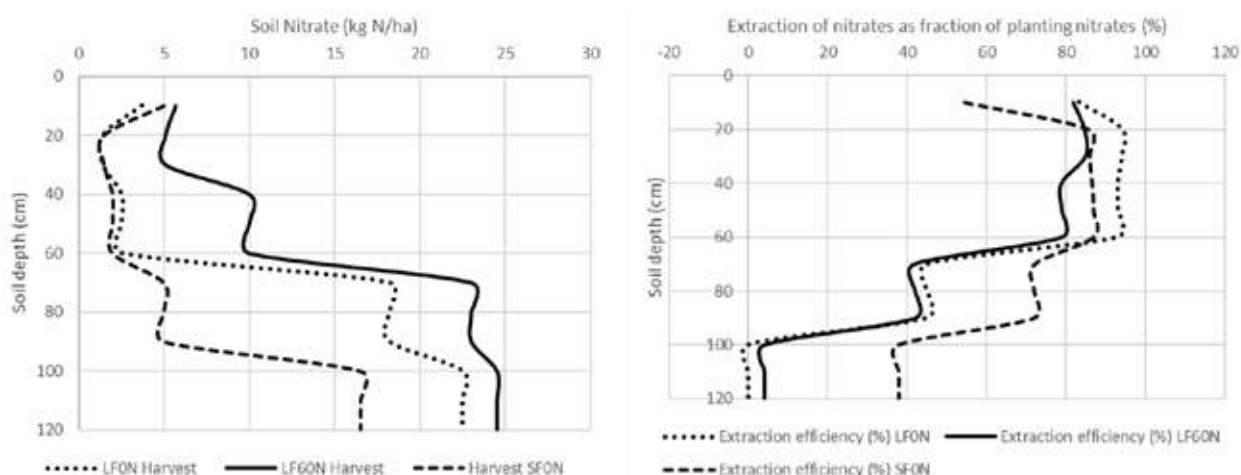 Soil Nitrate (kg N/ha)
0 5 10 15 20 25 30
0
20
40
60
80
100
120
Soil depth (cm)
LF0N Harvest LF60N Harvest Harvest SF0N
Extraction of nitrates as fraction of planting nitrates (%)
-20 0 20 40 60 80 100 120
0
20
40
60
80
100
120
Soil depth (cm)
Extraction efficiency (%) LF0N Extraction efficiency (%) LF60N
Extraction efficiency (%) SF0N